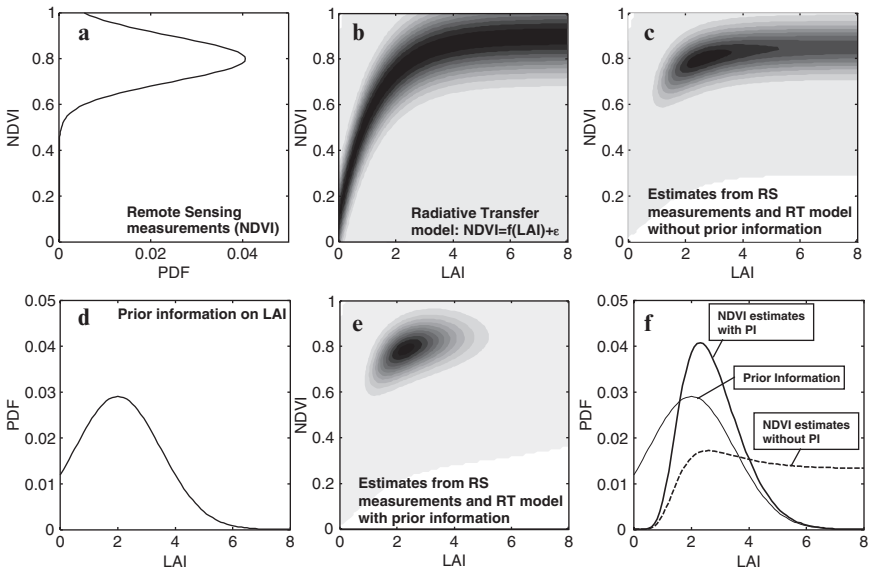 a
NDVI
1
0.8
0.6
0.4
0.2
0
Remote Sensing
measurements (NDVI)
0
0.02
0.04
PDF
b
NDVI
1
0.8
0.6
0.4
0.2
0
Radiative Transfer
model: NDVI=f(LAI)+ε
0
2
4
6
8
LAI
c
NDVI
1
0.8
0.6
0.4
0.2
0
Estimates from RS
measurements and RT model
without prior information
0
2
4
6
8
LAI
d
Prior information on LAI
PDF
0.05
0.04
0.03
0.02
0.01
0
0
2
4
6
8
LAI
e
NDVI
1
0.8
0.6
0.4
0.2
0
Estimates from RS
measurements and RT model
with prior information
0
2
4
6
8
LAI
f
PDF
0.05
0.04
0.03
0.02
0.01
0
NDVI estimates
with PI
Prior Information
NDVI estimates
without PI
0
2
4
6
8
LAI